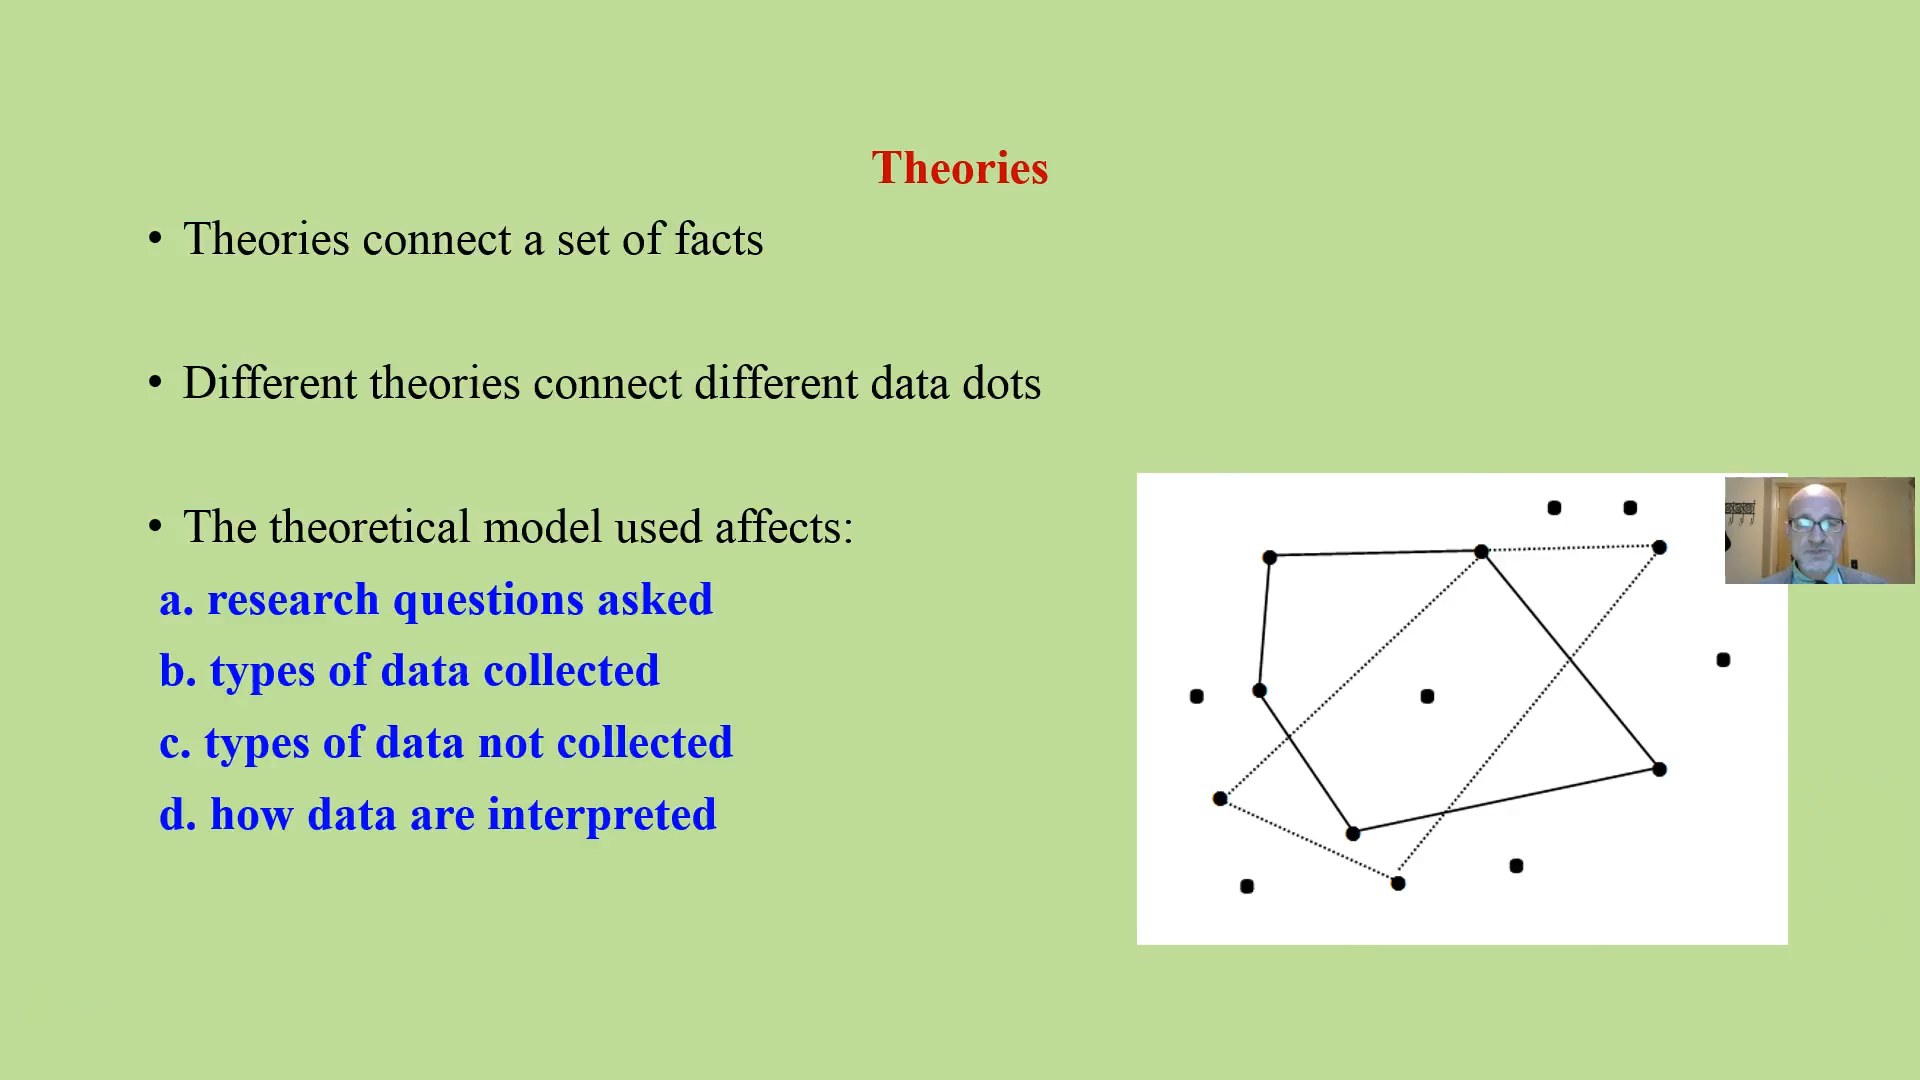 Theories
• Theories connect a set of facts
• Different theories connect different data dots
• The theoretical model used affects:
a. research questions asked
b. types of data collected
c. types of data not collected
d. how data are interpreted